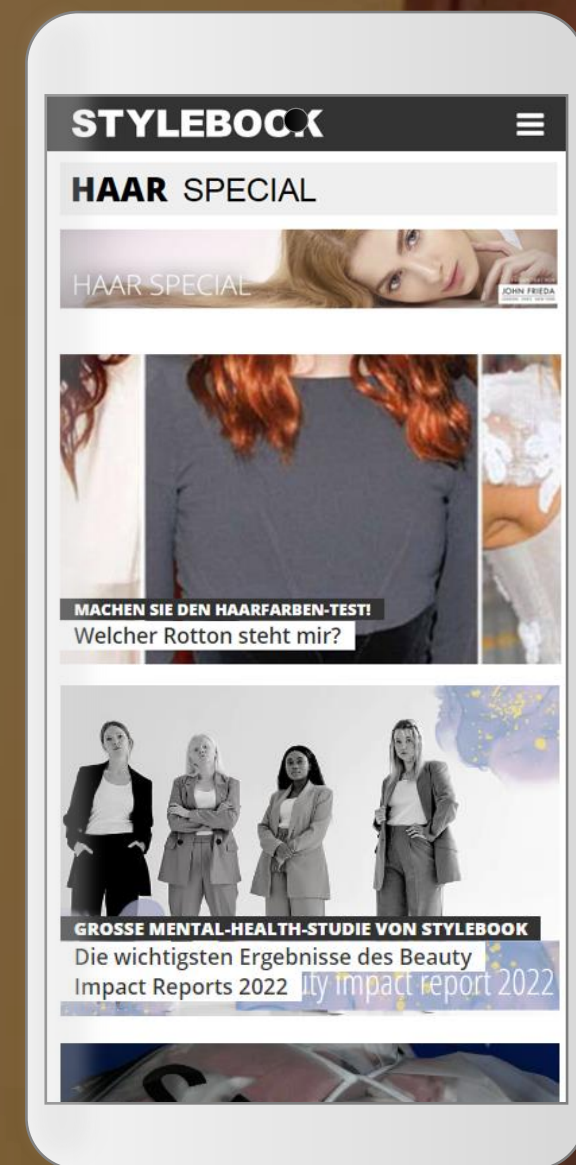 STYLEBOOK
HAAR SPECIAL
HAAR SPECIAL
JOHN FRIEDA
MACHEN SIE DEN HAARFARBEN-TEST!
Welcher Rotton steht mir?
GROSSE MENTAL-HEALTH-STUDIE VON STYLEBOOK
Die wichtigsten Ergebnisse des Beauty
Impact Reports 2022
uty impact report 2022